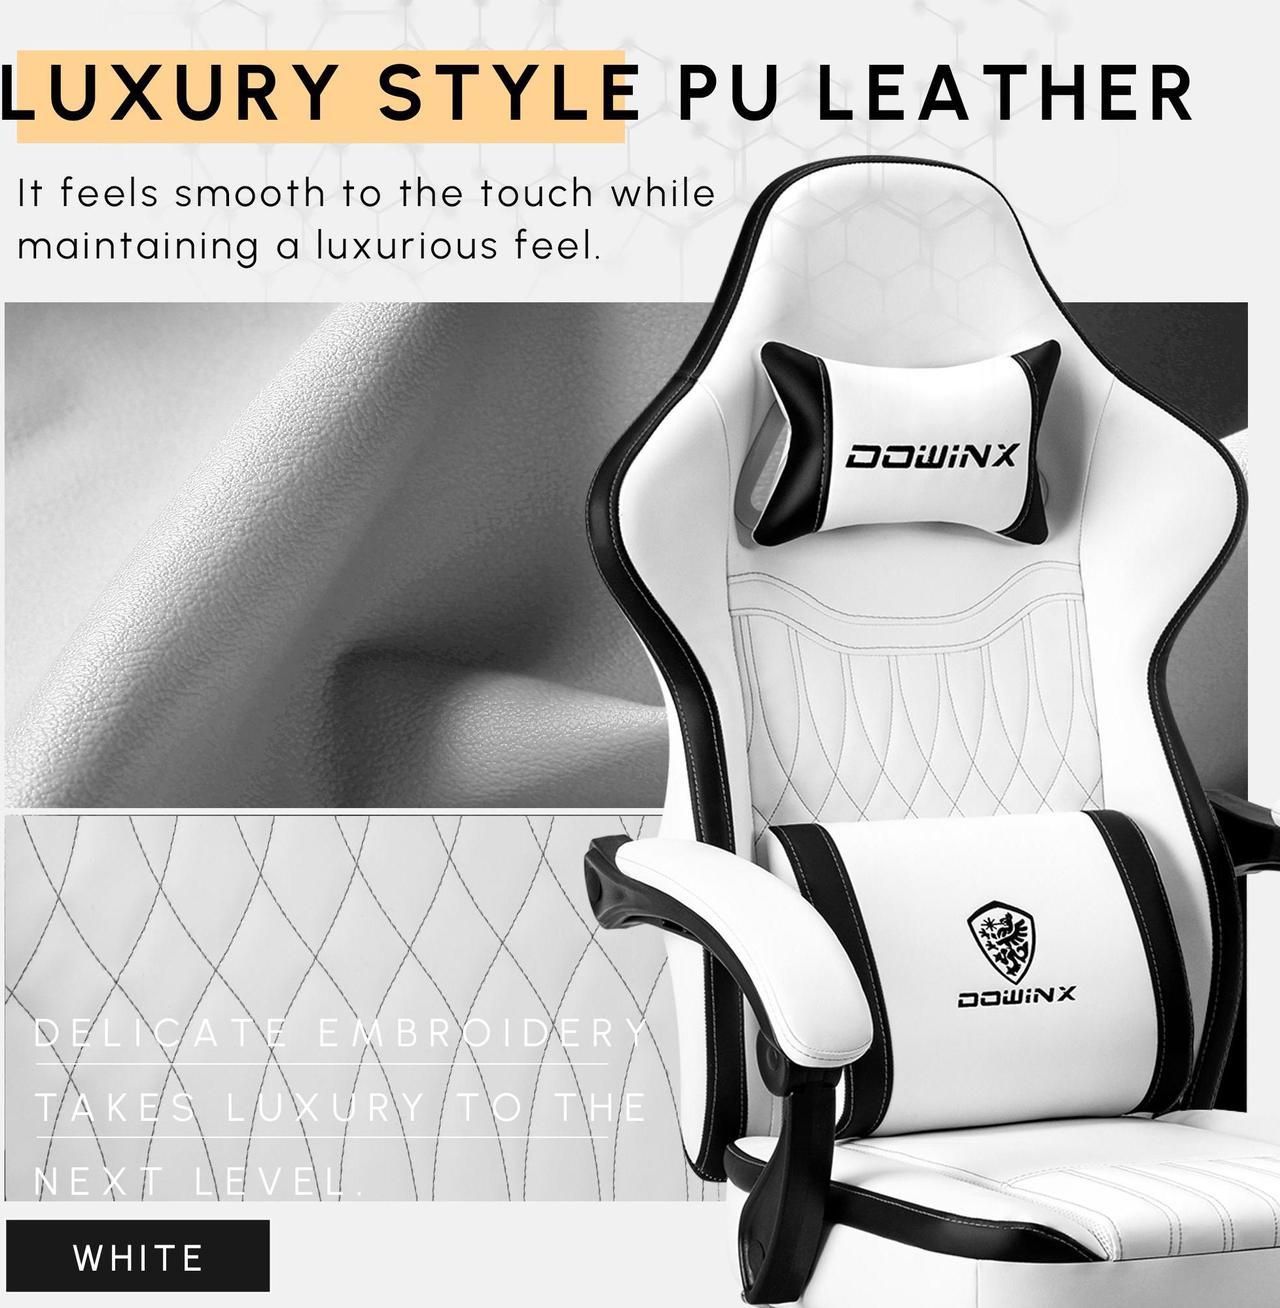 LUXURY STYLE PU LEATHER
It feels smooth to the touch while
maintaining a luxurious feel.
DOWiNX
DOWiNX
DELICATE EMBROIDERY
TAKES LUXURY TO THE
NEXT LEVEL.
WHITE